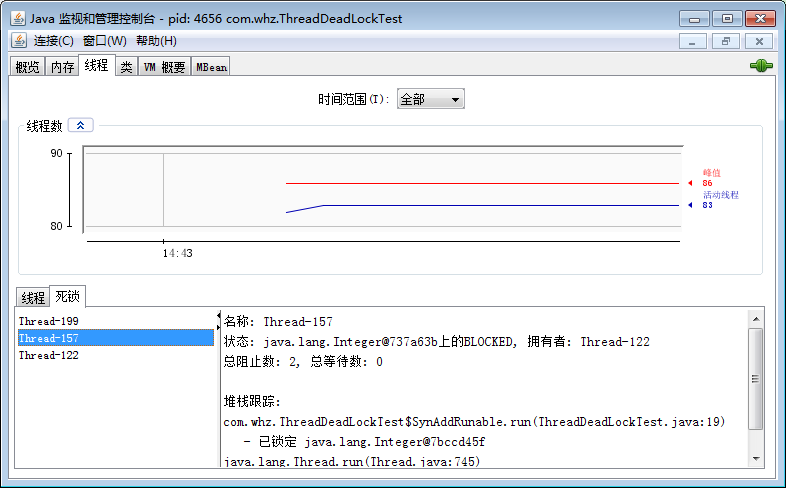 Java 监视和管理控制台 - pid: 4656 com.whz.ThreadDeadLockTest
连接(C) 窗口(W) 帮助(H)
概览 内存 线程 类 VM 概要 MBean
时间范围(T): 全部
线程数
90
80
14:43
峰值
86
活动线程
83
线程 死锁
Thread-199
Thread-157
Thread-122
名称: Thread-157
状态: java.lang.Integer@737a63b上的BLOCKED, 拥有者: Thread-122
总阻止数: 2, 总等待数: 0
堆栈跟踪:
com.whz.ThreadDeadLockTest$SynAddRunable.run(ThreadDeadLockTest.java:19)
- 已锁定 java.lang.Integer@7bccd45f
java.lang.Thread.run(Thread.java:745)